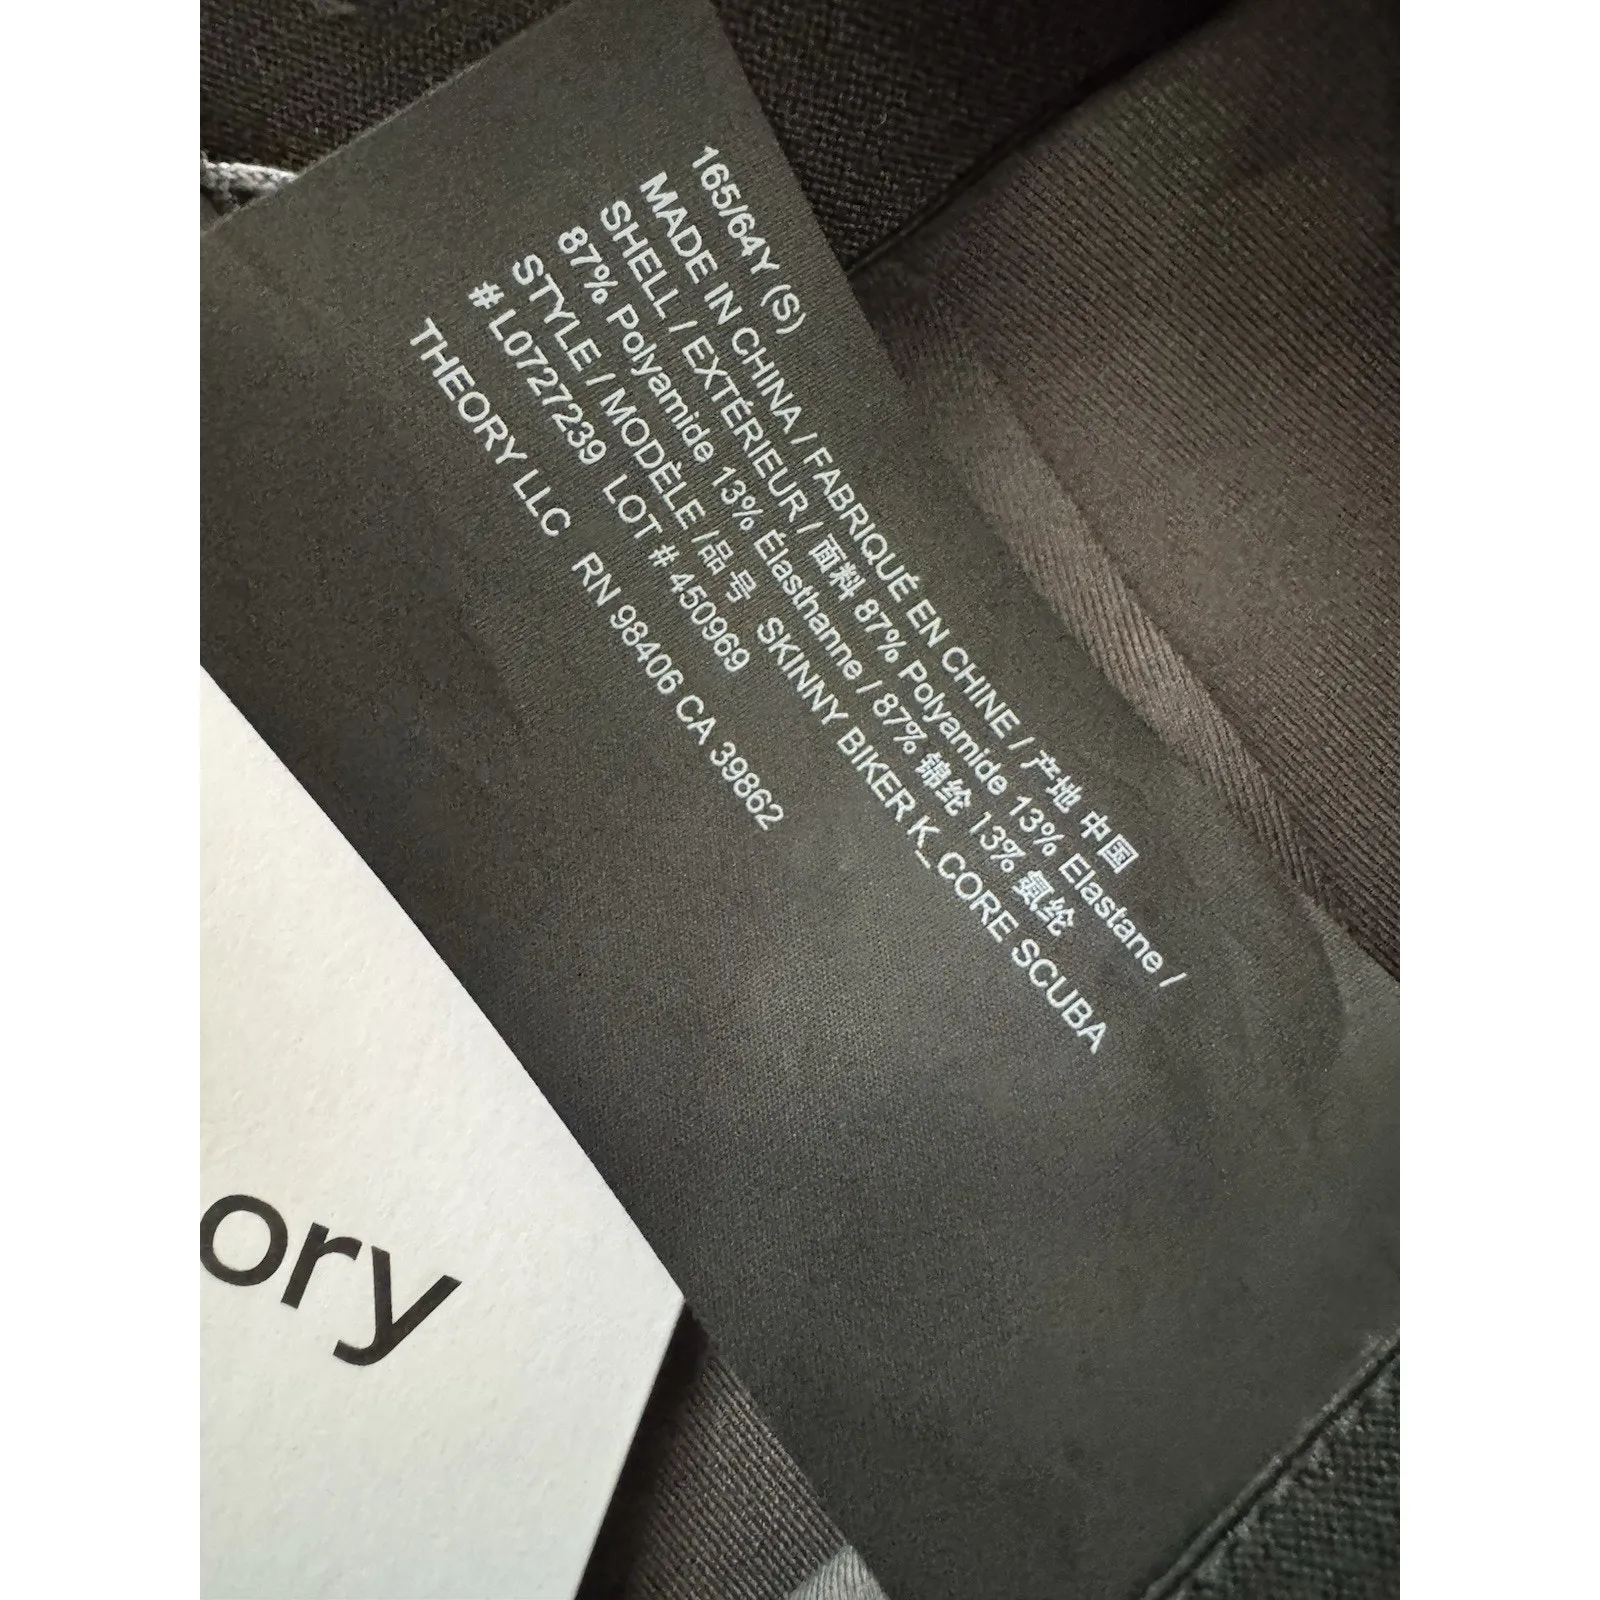 165/64Y (S)
MADE IN CHINA / FABRIQUÉ EN CHINE / 产地 中国
SHELL / EXTÉRIEUR / 面料 87% Polyamide 13% Elastane /
87% Polyamide 13% Élasthanne / 87% 锦纶 13% 氨纶
STYLE / MODÈLE /品号 SKINNY BIKER K_CORE SCUBA
# L0727239 LOT # 450969
THEORY LLC RN 98406 CA 39862
ory